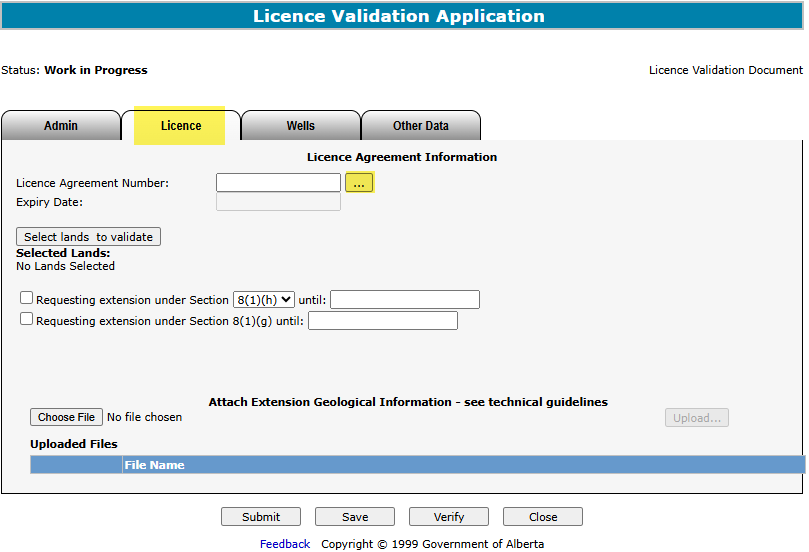 Licence Validation Application
Status: Work in Progress Licence Validation Document
Admin Licence Wells Other Data
Licence Agreement Information
Licence Agreement Number: ...
Expiry Date:
Select lands to validate
Selected Lands:
No Lands Selected
Requesting extension under Section 8(1)(h) until:
Requesting extension under Section 8(1)(g) until:
Attach Extension Geological Information - see technical guidelines
Choose File No file chosen Upload...
Uploaded Files
File Name
Submit Save Verify Close
Feedback Copyright © 1999 Government of Alberta